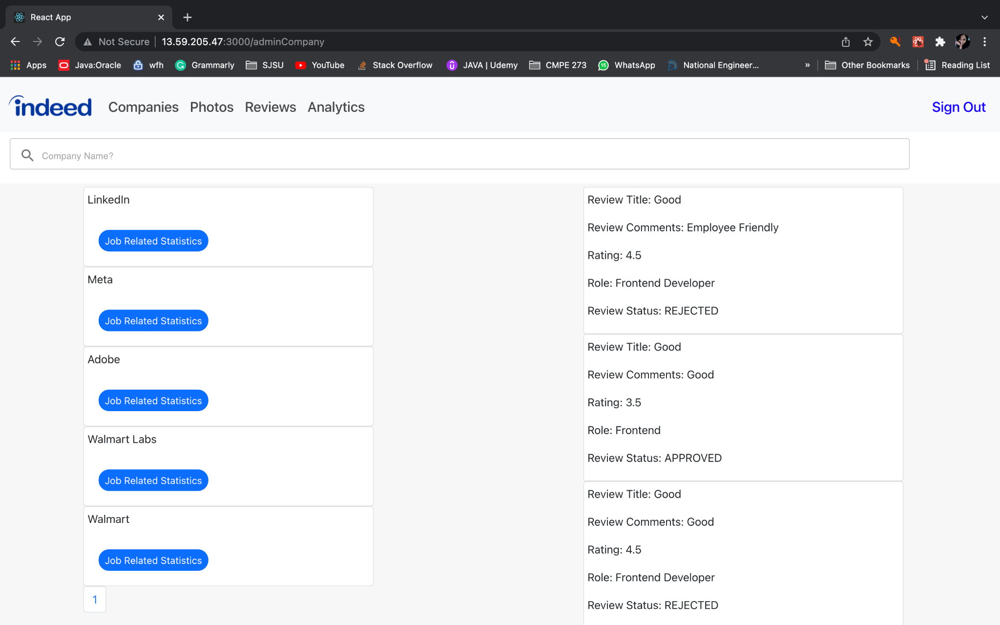 React App
Not Secure 13.59.205.47:3000/adminCompany
Apps Java:Oracle wfh Grammarly SJSU YouTube Stack Overflow JAVA | Udemy CMPE 273 15 WhatsApp National Engineer... » Other Bookmarks Reading List
indeed Companies Photos Reviews Analytics Sign Out
Company Name?
LinkedIn
Job Related Statistics
Meta
Job Related Statistics
Adobe
Job Related Statistics
Walmart Labs
Job Related Statistics
Walmart
Job Related Statistics
1
Review Title: Good
Review Comments: Employee Friendly
Rating: 4.5
Role: Frontend Developer
Review Status: REJECTED
Review Title: Good
Review Comments: Good
Rating: 3.5
Role: Frontend
Review Status: APPROVED
Review Title: Good
Review Comments: Good
Rating: 4.5
Role: Frontend Developer
Review Status: REJECTED